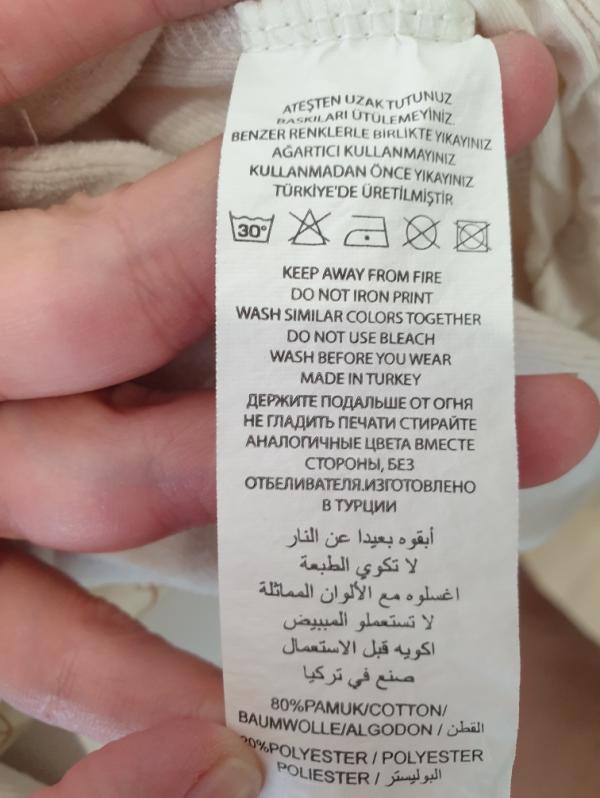 ATEŞTEN UZAK TUTUNUZ
BASKILARI ÜTÜLEMEYİNİZ
BENZER RENKLERLE BİRLİKTE YIKAYINIZ
AĞARTICI KULLANMAYINIZ
KULLANMADAN ÖNCE YIKAYINIZ
TÜRKİYE'DE ÜRETİLMİŞTİR
30°
KEEP AWAY FROM FIRE
DO NOT IRON PRINT
WASH SIMILAR COLORS TOGETHER
DO NOT USE BLEACH
WASH BEFORE YOU WEAR
MADE IN TURKEY
ДЕРЖИТЕ ПОДАЛЬШЕ ОТ ОГНЯ
НЕ ГЛАДИТЬ ПЕЧАТИ СТИРАЙТЕ
АНАЛОГИЧНЫЕ ЦВЕТА ВМЕСТЕ
СТОРОНЫ, БЕЗ
ОТБЕЛИВАТЕЛЯ.ИЗГОТОВЛЕНО
В ТУРЦИИ
أبقوه بعيدا عن النار
لا تكوي الطبعة
اغسلوه مع الألوان المماثلة
لا تستعملو المبييض
اكويه قبل الاستعمال
صنع في تركيا
80%PAMUK/COTTON/
BAUMWOLLE/ALGODON / القطن
20%POLYESTER / POLYESTER
POLIESTER / البوليستر